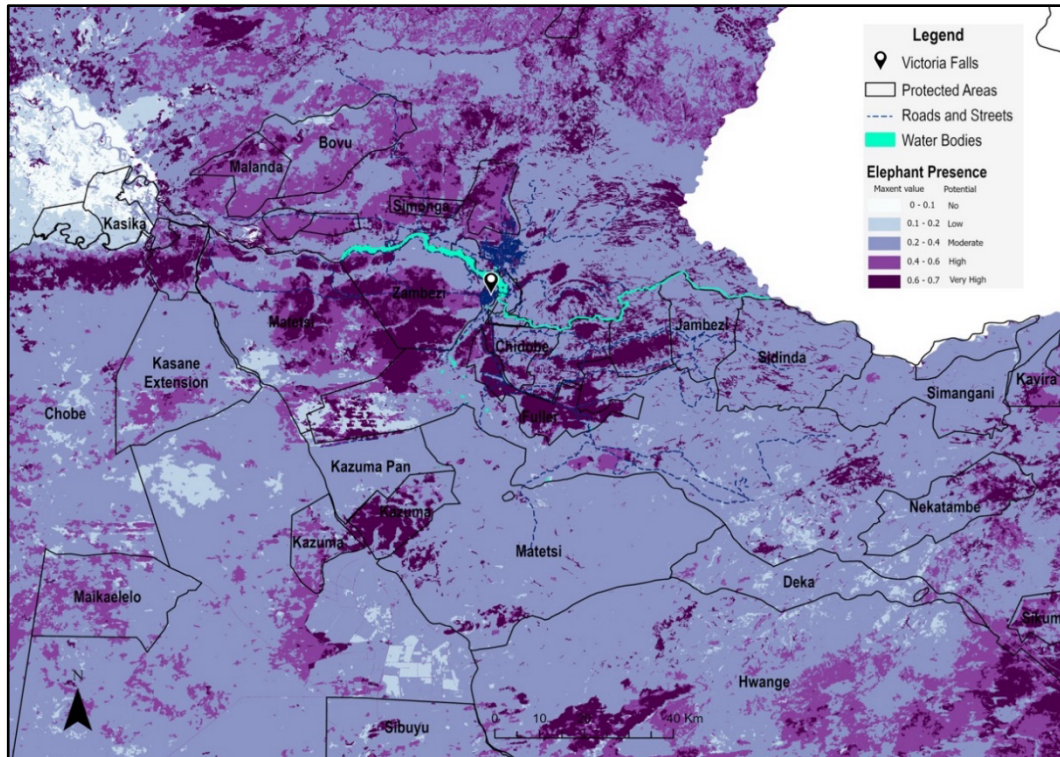 Legend
Victoria Falls
Protected Areas
Roads and Streets
Water Bodies
Elephant Presence
Maxent value Potential
0 - 0.1 No
0.1 - 0.2 Low
0.2 - 0.4 Moderate
0.4 - 0.6 High
0.6 - 0.7 Very High
Bovu
Malanda
Simonga
Kasika
Zambezi
Matetsi
Chidobe
Jambezi
Sidinda
Kasane
Extension
Simangani
Kavira
Chobe
Fuller
Kazuma Pan
Kazuma
Nekatambe
Kazuma
Matetsi
Deka
Maikaelelo
Hwange
N
Sibuyu
0 10 20 40 Km